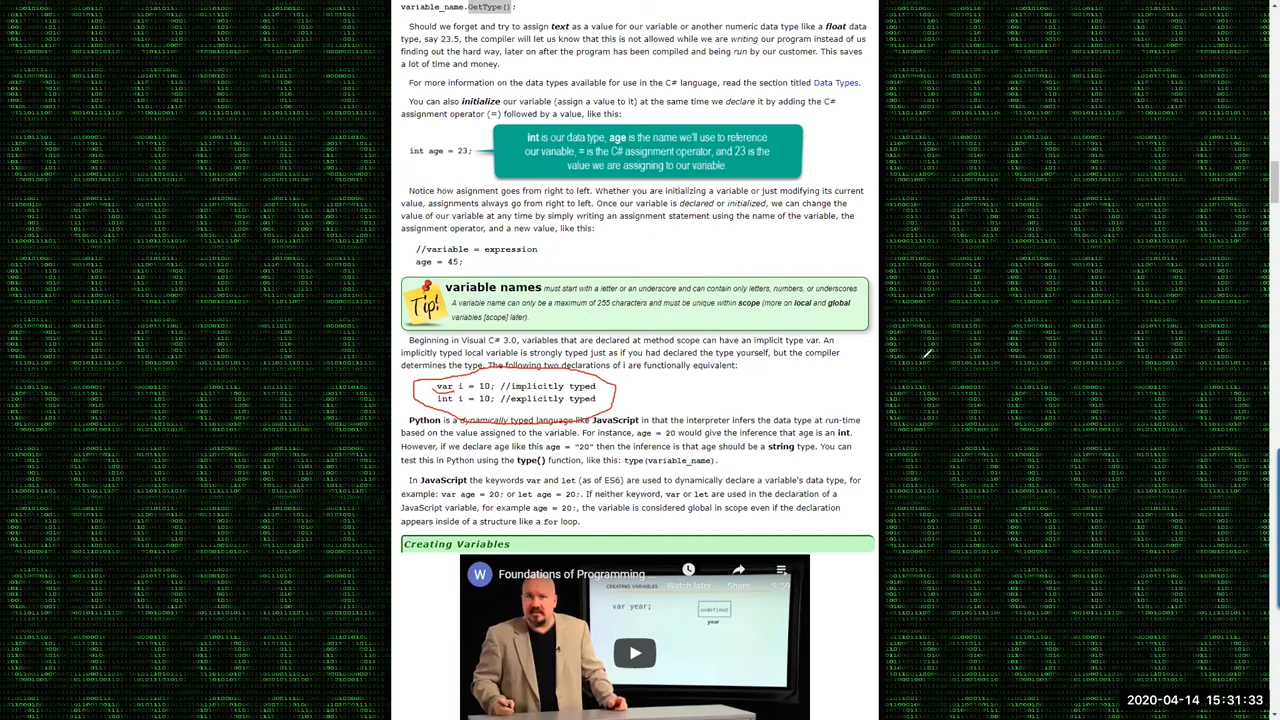 variable_name.GetType();
Should we forget and try to assign text as a value for our variable or another numeric data type like a float data
type, say 23.5, the compiler will let us know that this is not allowed while we are writing our program instead of us
finding out the hard way, later on after the program has been compiled and being run by our customer. This saves
a lot of time and money.
For more information on the data types available for use in the C# language, read the section titled Data Types.
You can also initialize our variable (assign a value to it) at the same time we declare it by adding the C#
assignment operator (=) followed by a value, like this:
int age = 23;
int is our data type, age is the name we'll use to reference
our variable, = is the C# assignment operator, and 23 is the
value we are assigning to our variable.
Notice how asignment goes from right to left. Whether you are initializing a variable or just modifying its current
value, assignments always go from right to left. Once our variable is declared or initialized, we can change the
value of our variable at any time by simply writing an assignment statement using the name of the variable, the
assignment operator, and a new value, like this:
//variable = expression
age = 45;
Tip!
variable names must start with a letter or an underscore and can contain only letters, numbers, or underscores.
A variable name can only be a maximum of 255 characters and must be unique within scope (more on local and global
variables [scope] later).
Beginning in Visual C# 3.0, variables that are declared at method scope can have an implicit type var. An
implicitly typed local variable is strongly typed just as if you had declared the type yourself, but the compiler
determines the type. The following two declarations of i are functionally equivalent:
var i = 10; //implicitly typed
int i = 10; //explicitly typed
Python is a dynamically typed language like JavaScript in that the interpreter infers the data type at run-time
based on the value assigned to the variable. For instance, age = 20 would give the inference that age is an int.
However, if we declare age like this age = "20" then the inference is that age should be a string type. You can
test this in Python using the type() function, like this: type(variable_name).
In JavaScript the keywords var and let (as of ES6) are used to dynamically declare a variable's data type, for
example: var age = 20; or let age = 20;. If neither keyword, var or let are used in the declaration of a
JavaScript variable, for example age = 20;, the variable is considered global in scope even if the declaration
appears inside of a structure like a for loop.
Creating Variables
W Foundations of Programming
Watch later Share 9/59
CREATING VARIABLES
var year;
undefined
year
2020-04-14 15:31:33